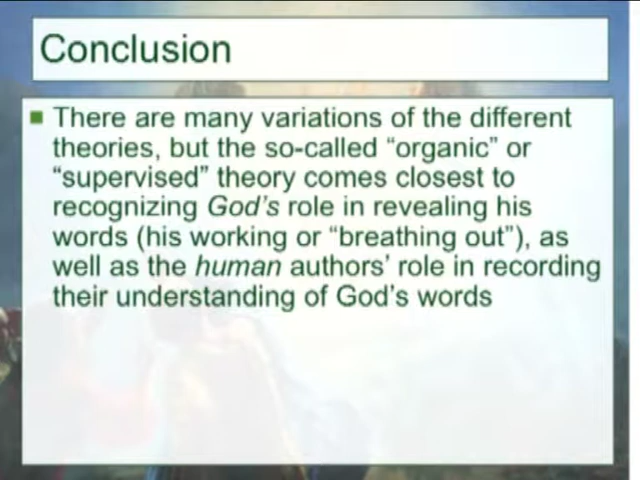 Conclusion
There are many variations of the different
theories, but the so-called “organic” or
“supervised” theory comes closest to
recognizing God’s role in revealing his
words (his working or “breathing out”), as
well as the human authors’ role in recording
their understanding of God’s words